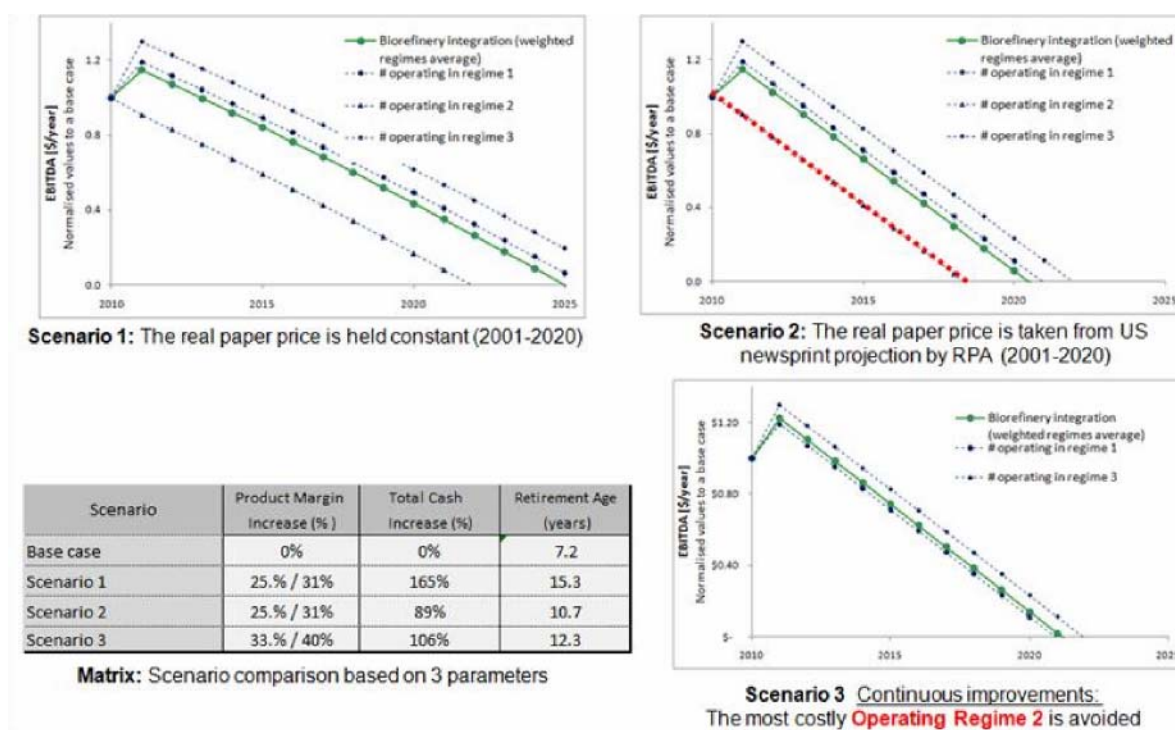 EBITDA [$/year]
Normalised values to a base case
1.2
0.8
0.4
0.0
2010
2015
2020
2025
Biorefinery integration (weighted
regimes average)
# operating in regime 1
# operating in regime 2
# operating in regime 3
Scenario 1: The real paper price is held constant (2001-2020)
EBITDA [$/year]
Normalised values to a base case
1.2
0.8
0.4
0.0
2010
2015
2020
2025
Biorefinery integration (weighted
regimes average)
# operating in regime 1
# operating in regime 2
# operating in regime 3
Scenario 2: The real paper price is taken from US
newsprint projection by RPA (2001-2020)
Scenario Product Margin Increase (% ) Total Cash Increase (%) Retirement Age (years)
Base case 0% 0% 7.2
Scenario 1 25.% / 31% 165% 15.3
Scenario 2 25.% / 31% 89% 10.7
Scenario 3 33.% / 40% 106% 12.3
Matrix: Scenario comparison based on 3 parameters
EBITDA [$/year]
Normalised values to a base case
$1.20
$0.80
$0.40
$-
2010
2015
2020
202
Biorefinery integration
(weighted regimes average)
# operating in regime 1
# operating in regime 3
Scenario 3 Continuous improvements:
The most costly Operating Regime 2 is avoided